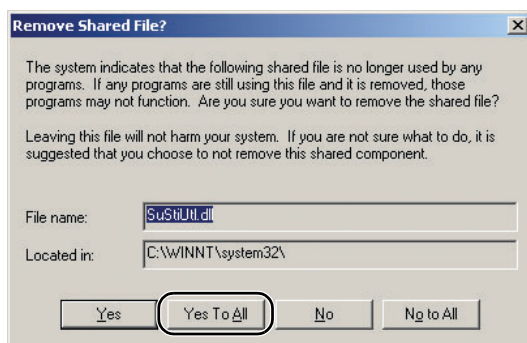 Remove Shared File?
The system indicates that the following shared file is no longer used by any
programs. If any programs are still using this file and it is removed, those
programs may not function. Are you sure you want to remove the shared file?
Leaving this file will not harm your system. If you are not sure what to do, it is
suggested that you choose to not remove this shared component.
File name: SuStiUtl.dll
Located in: C:\WINNT\system32\
Yes Yes To All No No to All